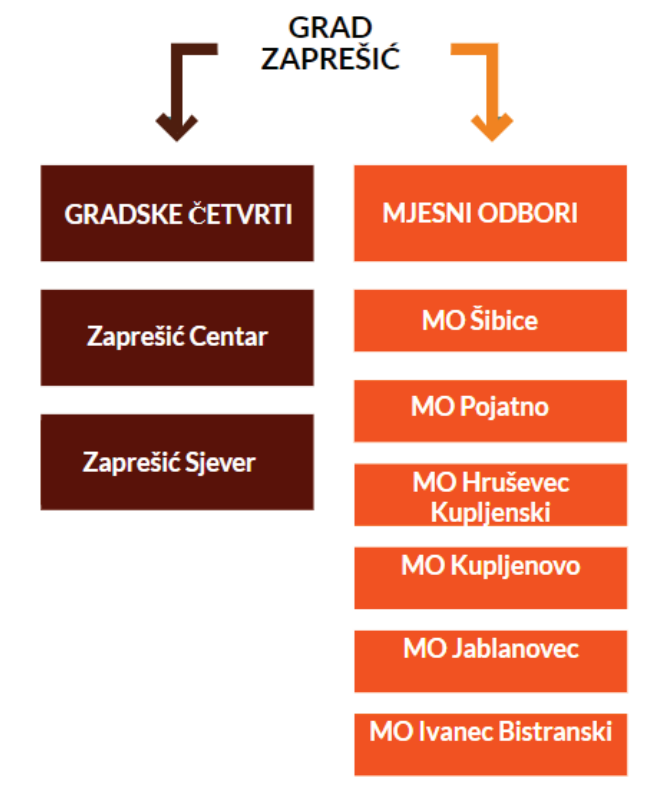 GRAD
ZAPREŠIĆ
GRADSKE ČETVRTI
Zaprešić Centar
Zaprešić Sjever
MJESNI ODBORI
MO Šibice
MO Pojatno
MO Hruševec
Kupljenski
MO Kupljenovo
MO Jablanovec
MO Ivanec Bistranski